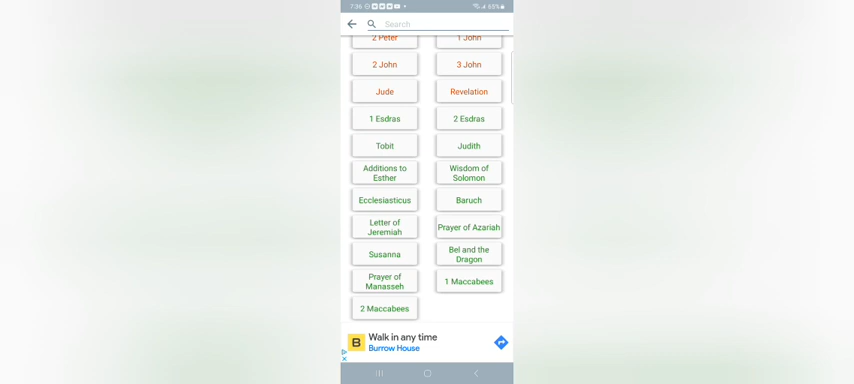 7:36
65%
Search
2 Peter
1 John
2 John
3 John
Jude
Revelation
1 Esdras
2 Esdras
Tobit
Judith
Additions to
Esther
Wisdom of
Solomon
Ecclesiasticus
Baruch
Letter of
Jeremiah
Prayer of Azariah
Susanna
Bel and the
Dragon
Prayer of
Manasseh
1 Maccabees
2 Maccabees
B
Walk in any time
Burrow House